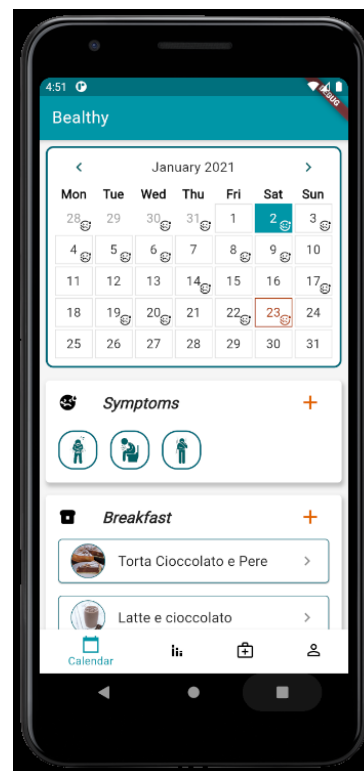 4:51
DEBUG
Bealthy
January 2021
Mon Tue Wed Thu Fri Sat Sun
28 29 30 31 1 2 3
4 5 6 7 8 9 10
11 12 13 14 15 16 17
18 19 20 21 22 23 24
25 26 27 28 29 30 31
Symptoms
Breakfast
Torta Cioccolato e Pere
Latte e cioccolato
Calendar